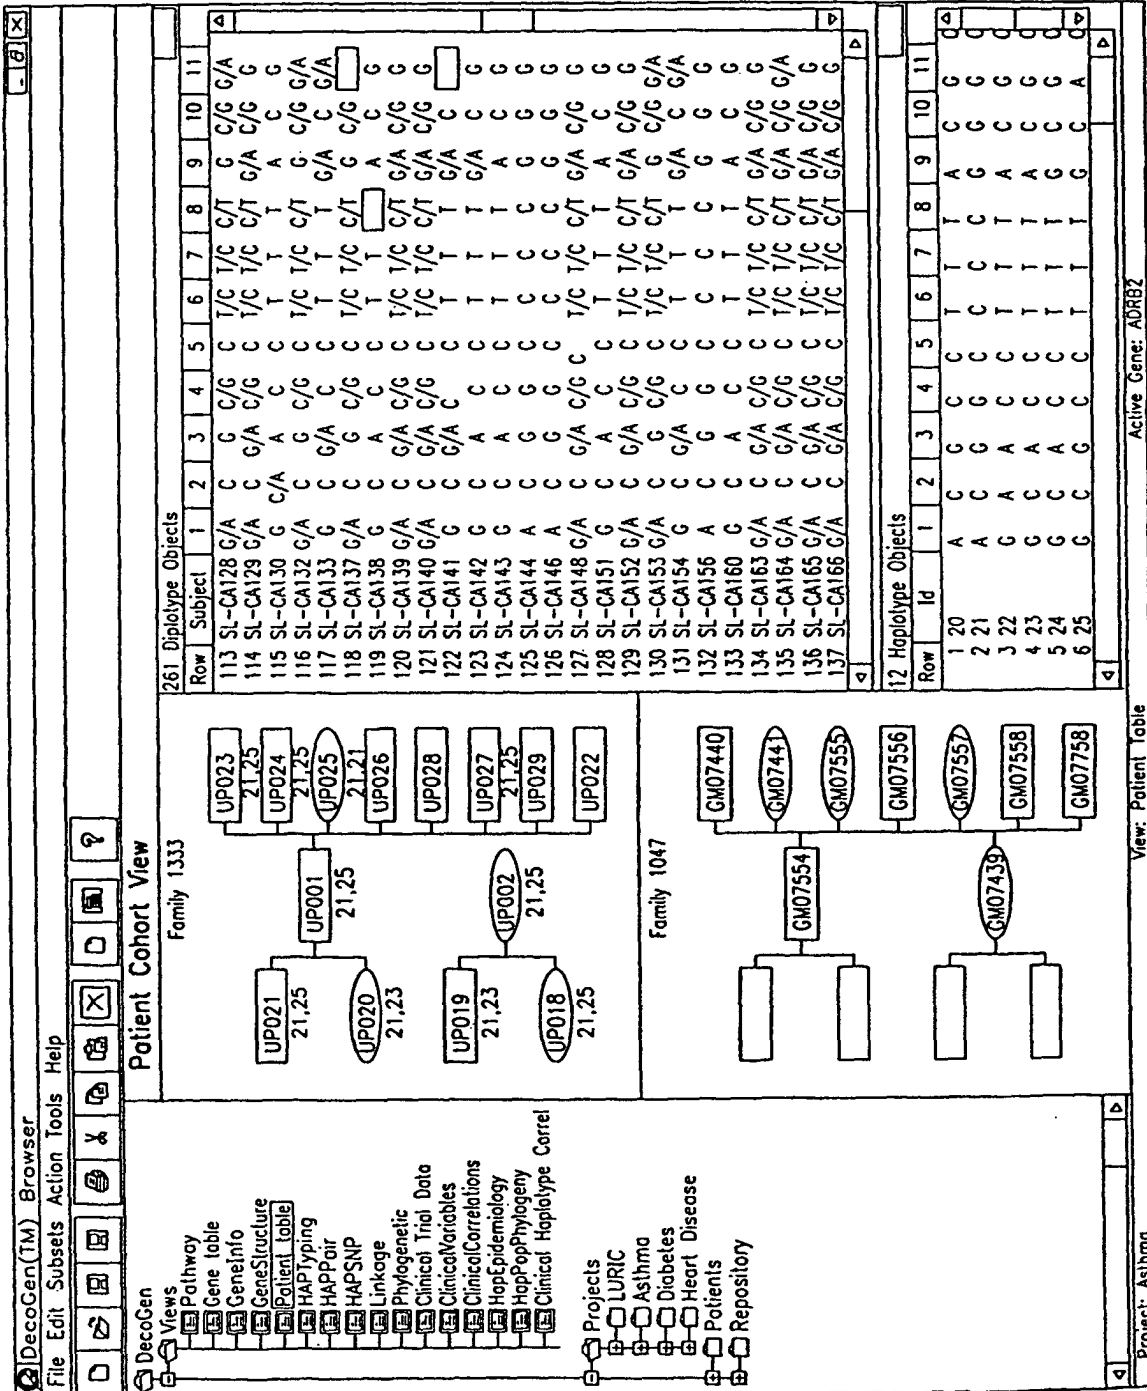 DecoGen(TM) Browser
File Edit Subsets Action Tools Help
DecoGen
Views
Pathway
Gene table
GeneInfo
GeneStructure
Patient table
HAPTyping
HAPPair
HAPSNP
Linkage
Phylogenetic
Clinical Trial Data
ClinicalVariables
ClinicalCorrelations
HapEpidemiology
HapPopPhylogeny
Clinical Haplotype Correl
Projects
LURIC
Asthma
Diabetes
Heart Disease
Patients
Repository
Patient Cohort View
Family 1333
UP021
21,25
UP020
21,23
UP019
21,23
UP018
21,25
UP001
21,25
UP002
21,25
UP023
21,25
UP024
21,25
UP025
21,21
UP026
UP028
UP027
21,25
UP029
UP022
Family 1047
GM07554
GM07439
GM07440
GM07441
GM07555
GM07556
GM07557
GM07558
GM07758
261 Diplotype Objects
Row Subject 1 2 3 4 5 6 7 8 9 10 11
113 SL-CA128 G/A C G C/G C T/C T/C C/T G C/G G/A
114 SL-CA129 G/A C G/A C/G C T/C T/C C/T G/A C/G G
115 SL-CA130 G C/A A C C T T T A C G
116 SL-CA132 G/A C G C/G C T/C T/C C/T G C/G G/A
117 SL-CA133 G C G/A C C T T T G/A C G/A
118 SL-CA137 G/A C G C/G C T/C T/C C/T G C/G
119 SL-CA138 G C A C C T T A C G
120 SL-CA139 G/A C G/A C/G C T/C T/C C/T G/A C/G G
121 SL-CA140 G/A C G/A C/G C T/C T/C C/T G/A C/G G
122 SL-CA141 G C G/A C C T T T G/A C
123 SL-CA142 G C A C C T T T G/A C G
124 SL-CA143 G C A C C T T T A C G
125 SL-CA144 A C G G C C C C G G G
126 SL-CA146 A C G G C C C C G G G
127 SL-CA148 G/A C G/A C/G C T/C T/C C/T G/A C/G G
128 SL-CA151 G C A C C T T T A C G
129 SL-CA152 G/A C G/A C/G C T/C T/C C/T G/A C/G G
130 SL-CA153 G/A C G C/G C T/C T/C C/T G C/G G/A
131 SL-CA154 G C G/A C C T T T G/A C G/A
132 SL-CA156 A C G G C C C C G G G
133 SL-CA160 G C A C C T T T A C G
134 SL-CA163 G/A C G/A C/G C T/C T/C C/T G/A C/G G
135 SL-CA164 G/A C G/A C/G C T/C T/C C/T G/A C/G G/A
136 SL-CA165 G/A C G/A C/G C T/C T/C C/T G/A C/G G
137 SL-CA166 G/A C G/A C/G C T/C T/C C/T G/A C/G G
12 Haplotype Objects
Row Id 1 2 3 4 5 6 7 8 9 10 11
1 20 A C G C C T T T A C G
2 21 A C G G C C C C G G G
3 22 G A A C C T T T A C G
4 23 G C A C C T T T A C G
5 24 G C A C C T T T G C G
6 25 G C G C C T T T G C A
Project: Asthma View: Patient Table Active Gene: ADRB2